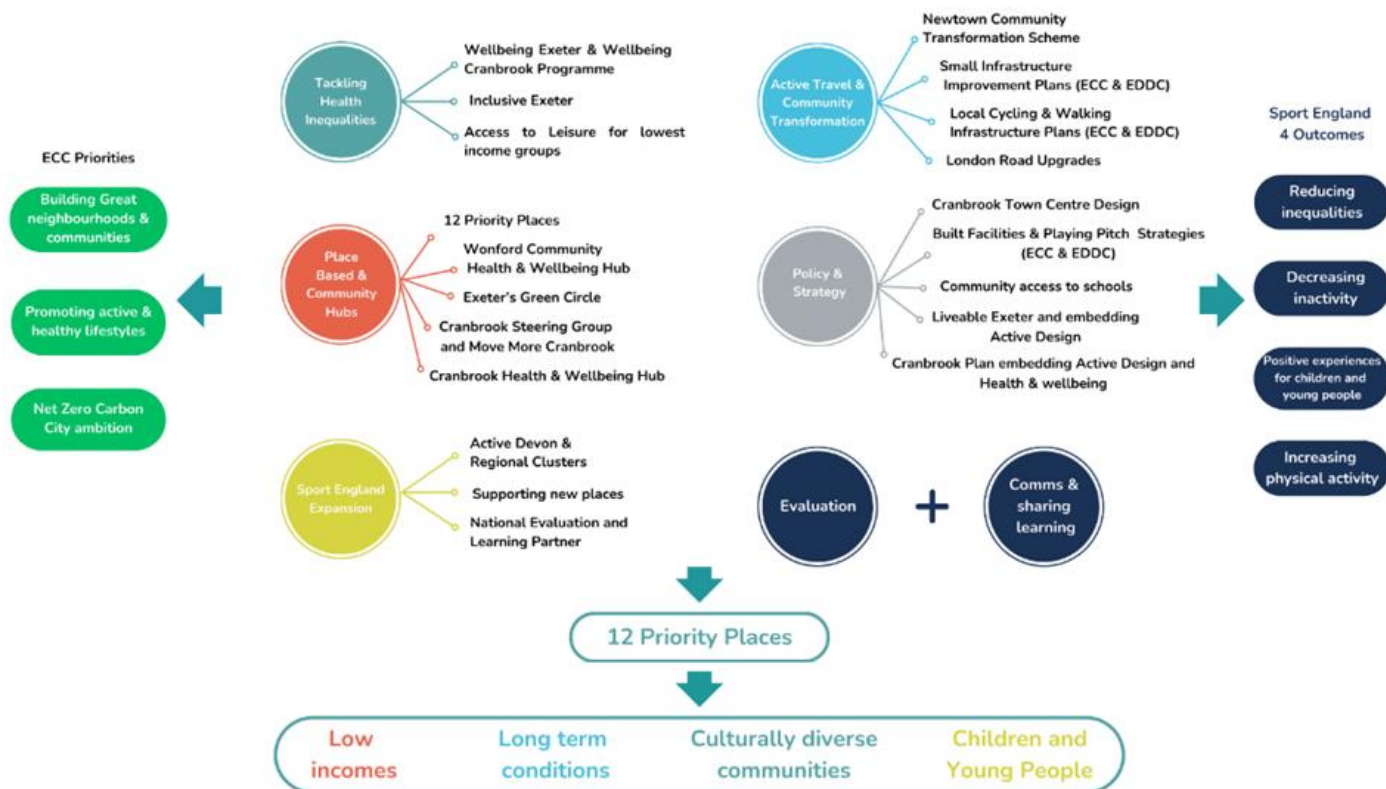 ECC Priorities
Building Great
neighbourhoods &
communities
Promoting active &
healthy lifestyles
Net Zero Carbon
City ambition
Tackling
Health
Inequalities
Wellbeing Exeter & Wellbeing
Cranbrook Programme
Inclusive Exeter
Access to Leisure for lowest
income groups
Place
Based &
Community
Hubs
12 Priority Places
Wonford Community
Health & Wellbeing Hub
Exeter's Green Circle
Cranbrook Steering Group
and Move More Cranbrook
Cranbrook Health & Wellbeing Hub
Sport England
Expansion
Active Devon &
Regional Clusters
Supporting new places
National Evaluation and
Learning Partner
Active Travel &
Community
Transformation
Newtown Community
Transformation Scheme
Small Infrastructure
Improvement Plans (ECC & EDDC)
Local Cycling & Walking
Infrastructure Plans (ECC & EDDC)
London Road Upgrades
Policy &
Strategy
Cranbrook Town Centre Design
Built Facilities & Playing Pitch Strategies
(ECC & EDDC)
Community access to schools
Liveable Exeter and embedding
Active Design
Cranbrook Plan embedding Active Design and
Health & wellbeing
Evaluation
+
Comms &
sharing
learning
Sport England
4 Outcomes
Reducing
inequalities
Decreasing
inactivity
Positive experiences
for children and
young people
Increasing
physical activity
12 Priority Places
Low
incomes
Long term
conditions
Culturally diverse
communities
Children and
Young People